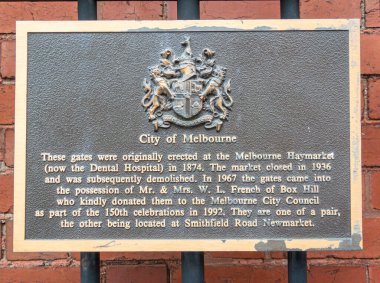 City of Melbourne
These gates were originally erected at the Melbourne Haymarket
(now the Dental Hospital) in 1874. The market closed in 1936
and was subsequently demolished. In 1967 the gates came into
the possession of Mr. & Mrs. W. L. French of Box Hill
who kindly donated them to the Melbourne City Council
as part of the 150th celebrations in 1992. They are one of a pair,
the other being located at Smithfield Road Newmarket.